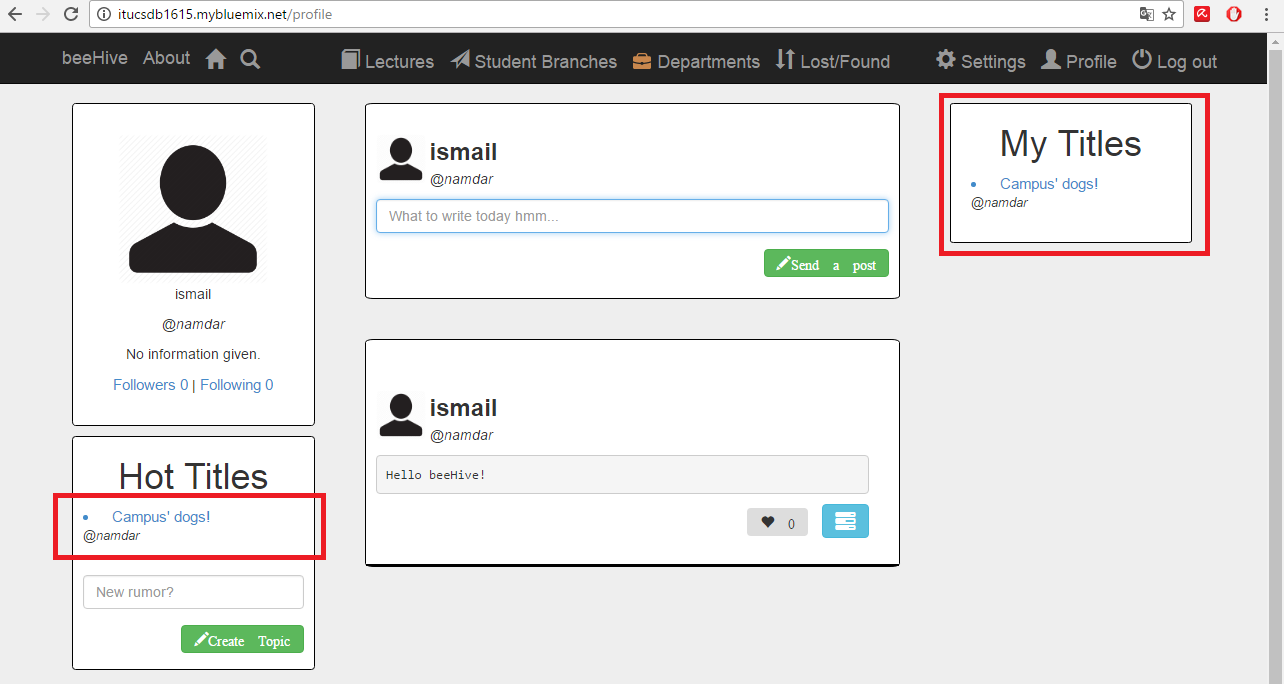 itucsdb1615.mybluemix.net/profile
beeHive About Lectures Student Branches Departments Lost/Found Settings Profile Log out
ismail
@namdar
No information given.
Followers 0 | Following 0
Hot Titles
Campus' dogs!
@namdar
New rumor?
Create Topic
ismail
@namdar
What to write today hmm...
Send a post
ismail
@namdar
Hello beeHive!
0
My Titles
Campus' dogs!
@namdar